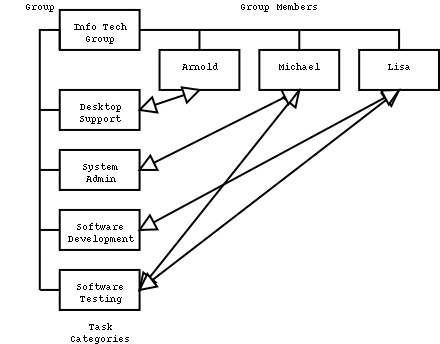 Group
Group Members
Info Tech
Group
Arnold
Michael
Lisa
Desktop
Support
System
Admin
Software
Development
Software
Testing
Task
Categories